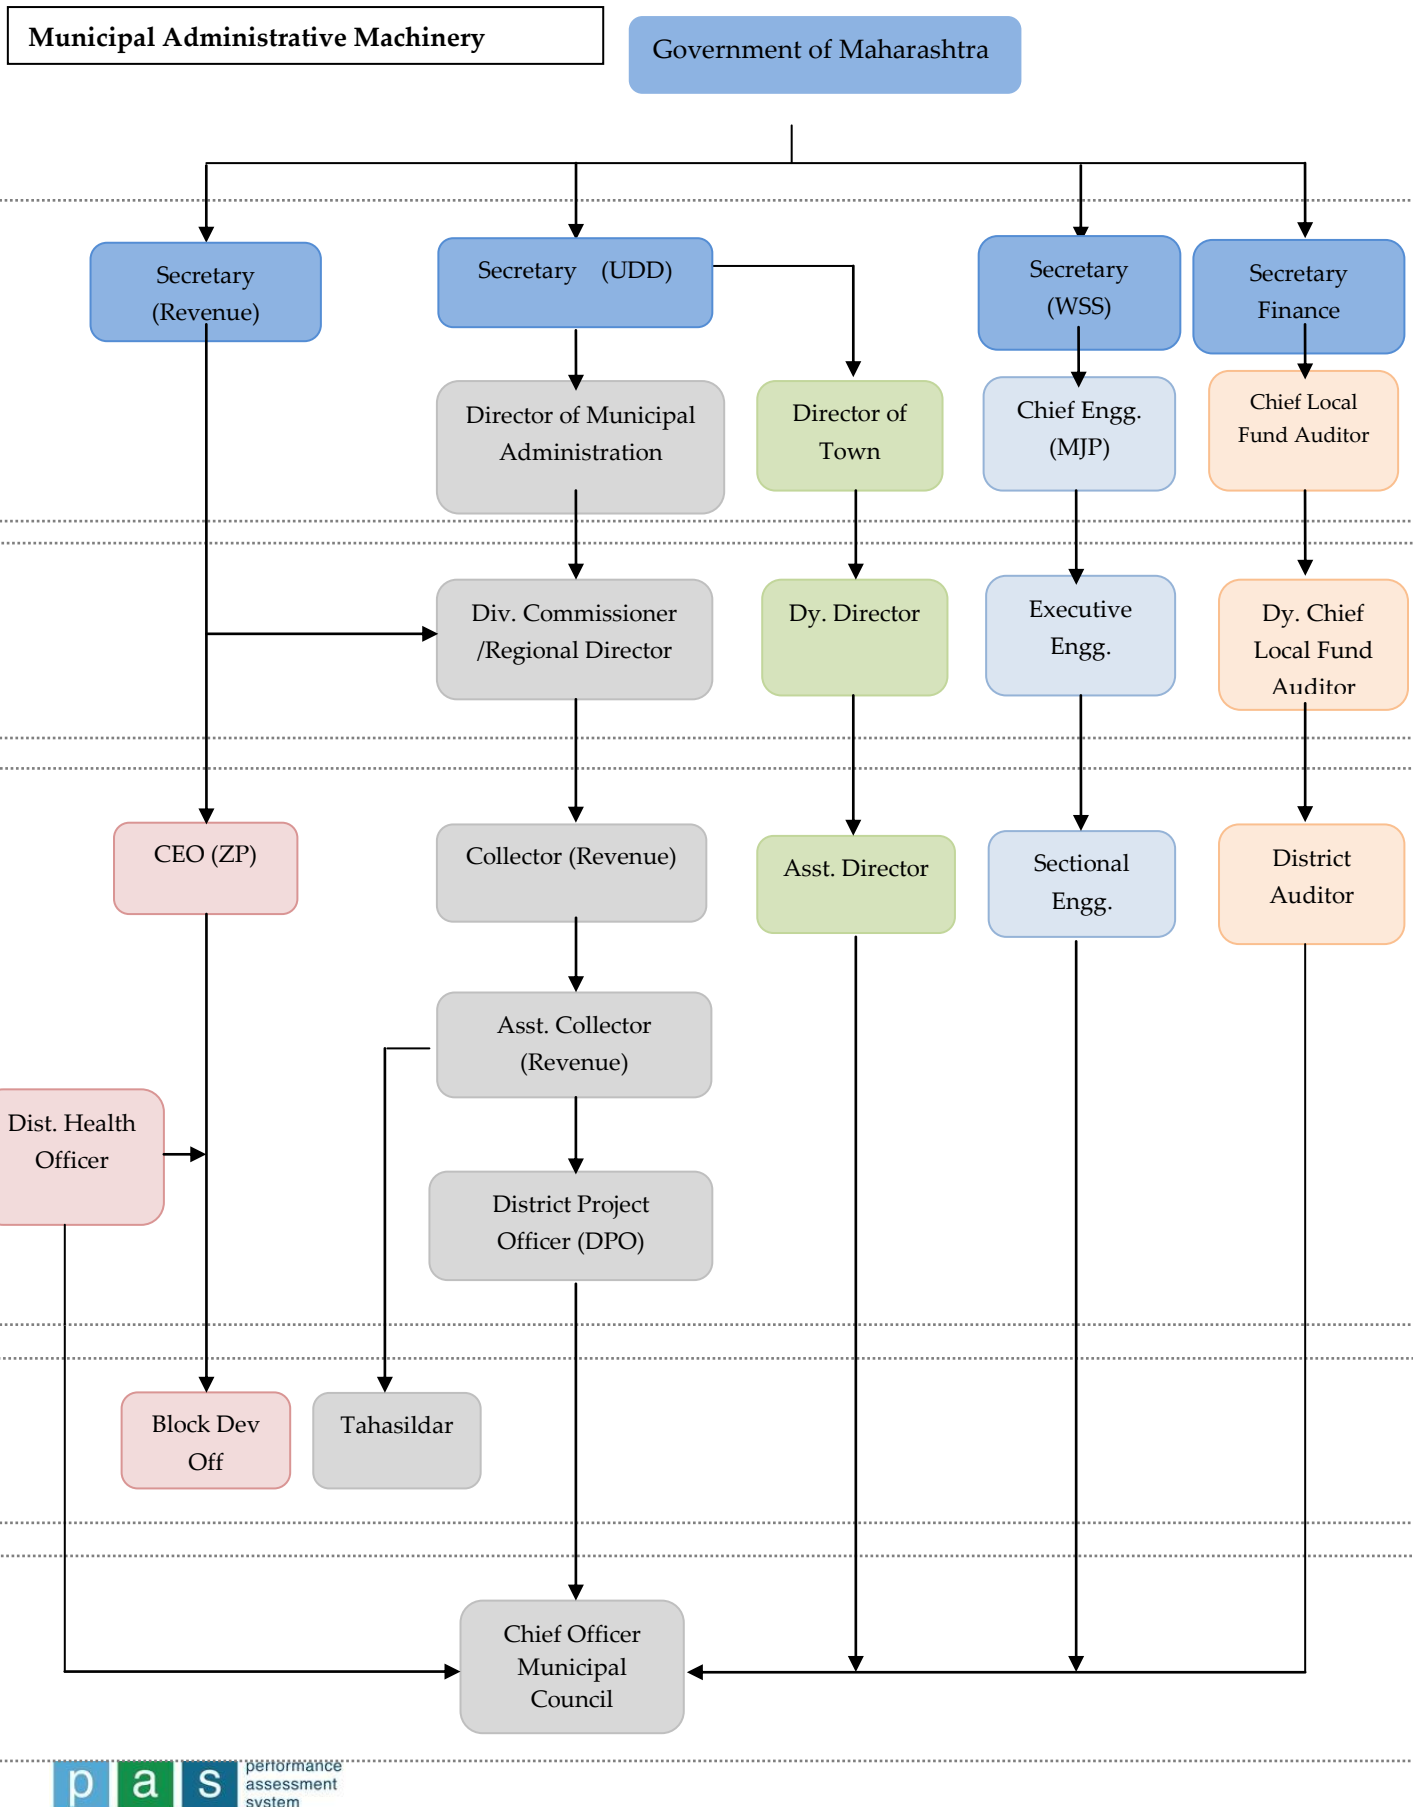 Municipal Administrative Machinery
Government of Maharashtra
Secretary
(Revenue)
Secretary (UDD)
Secretary
(WSS)
Secretary
Finance
Director of Municipal
Administration
Director of
Town
Chief Engg.
(MJP)
Chief Local
Fund Auditor
Div. Commissioner
/Regional Director
Dy. Director
Executive
Engg.
Dy. Chief
Local Fund
Auditor
CEO (ZP)
Collector (Revenue)
Asst. Director
Sectional
Engg.
District
Auditor
Asst. Collector
(Revenue)
Dist. Health
Officer
District Project
Officer (DPO)
Block Dev
Off
Tahasildar
Chief Officer
Municipal
Council
p a s
performance
assessment
system